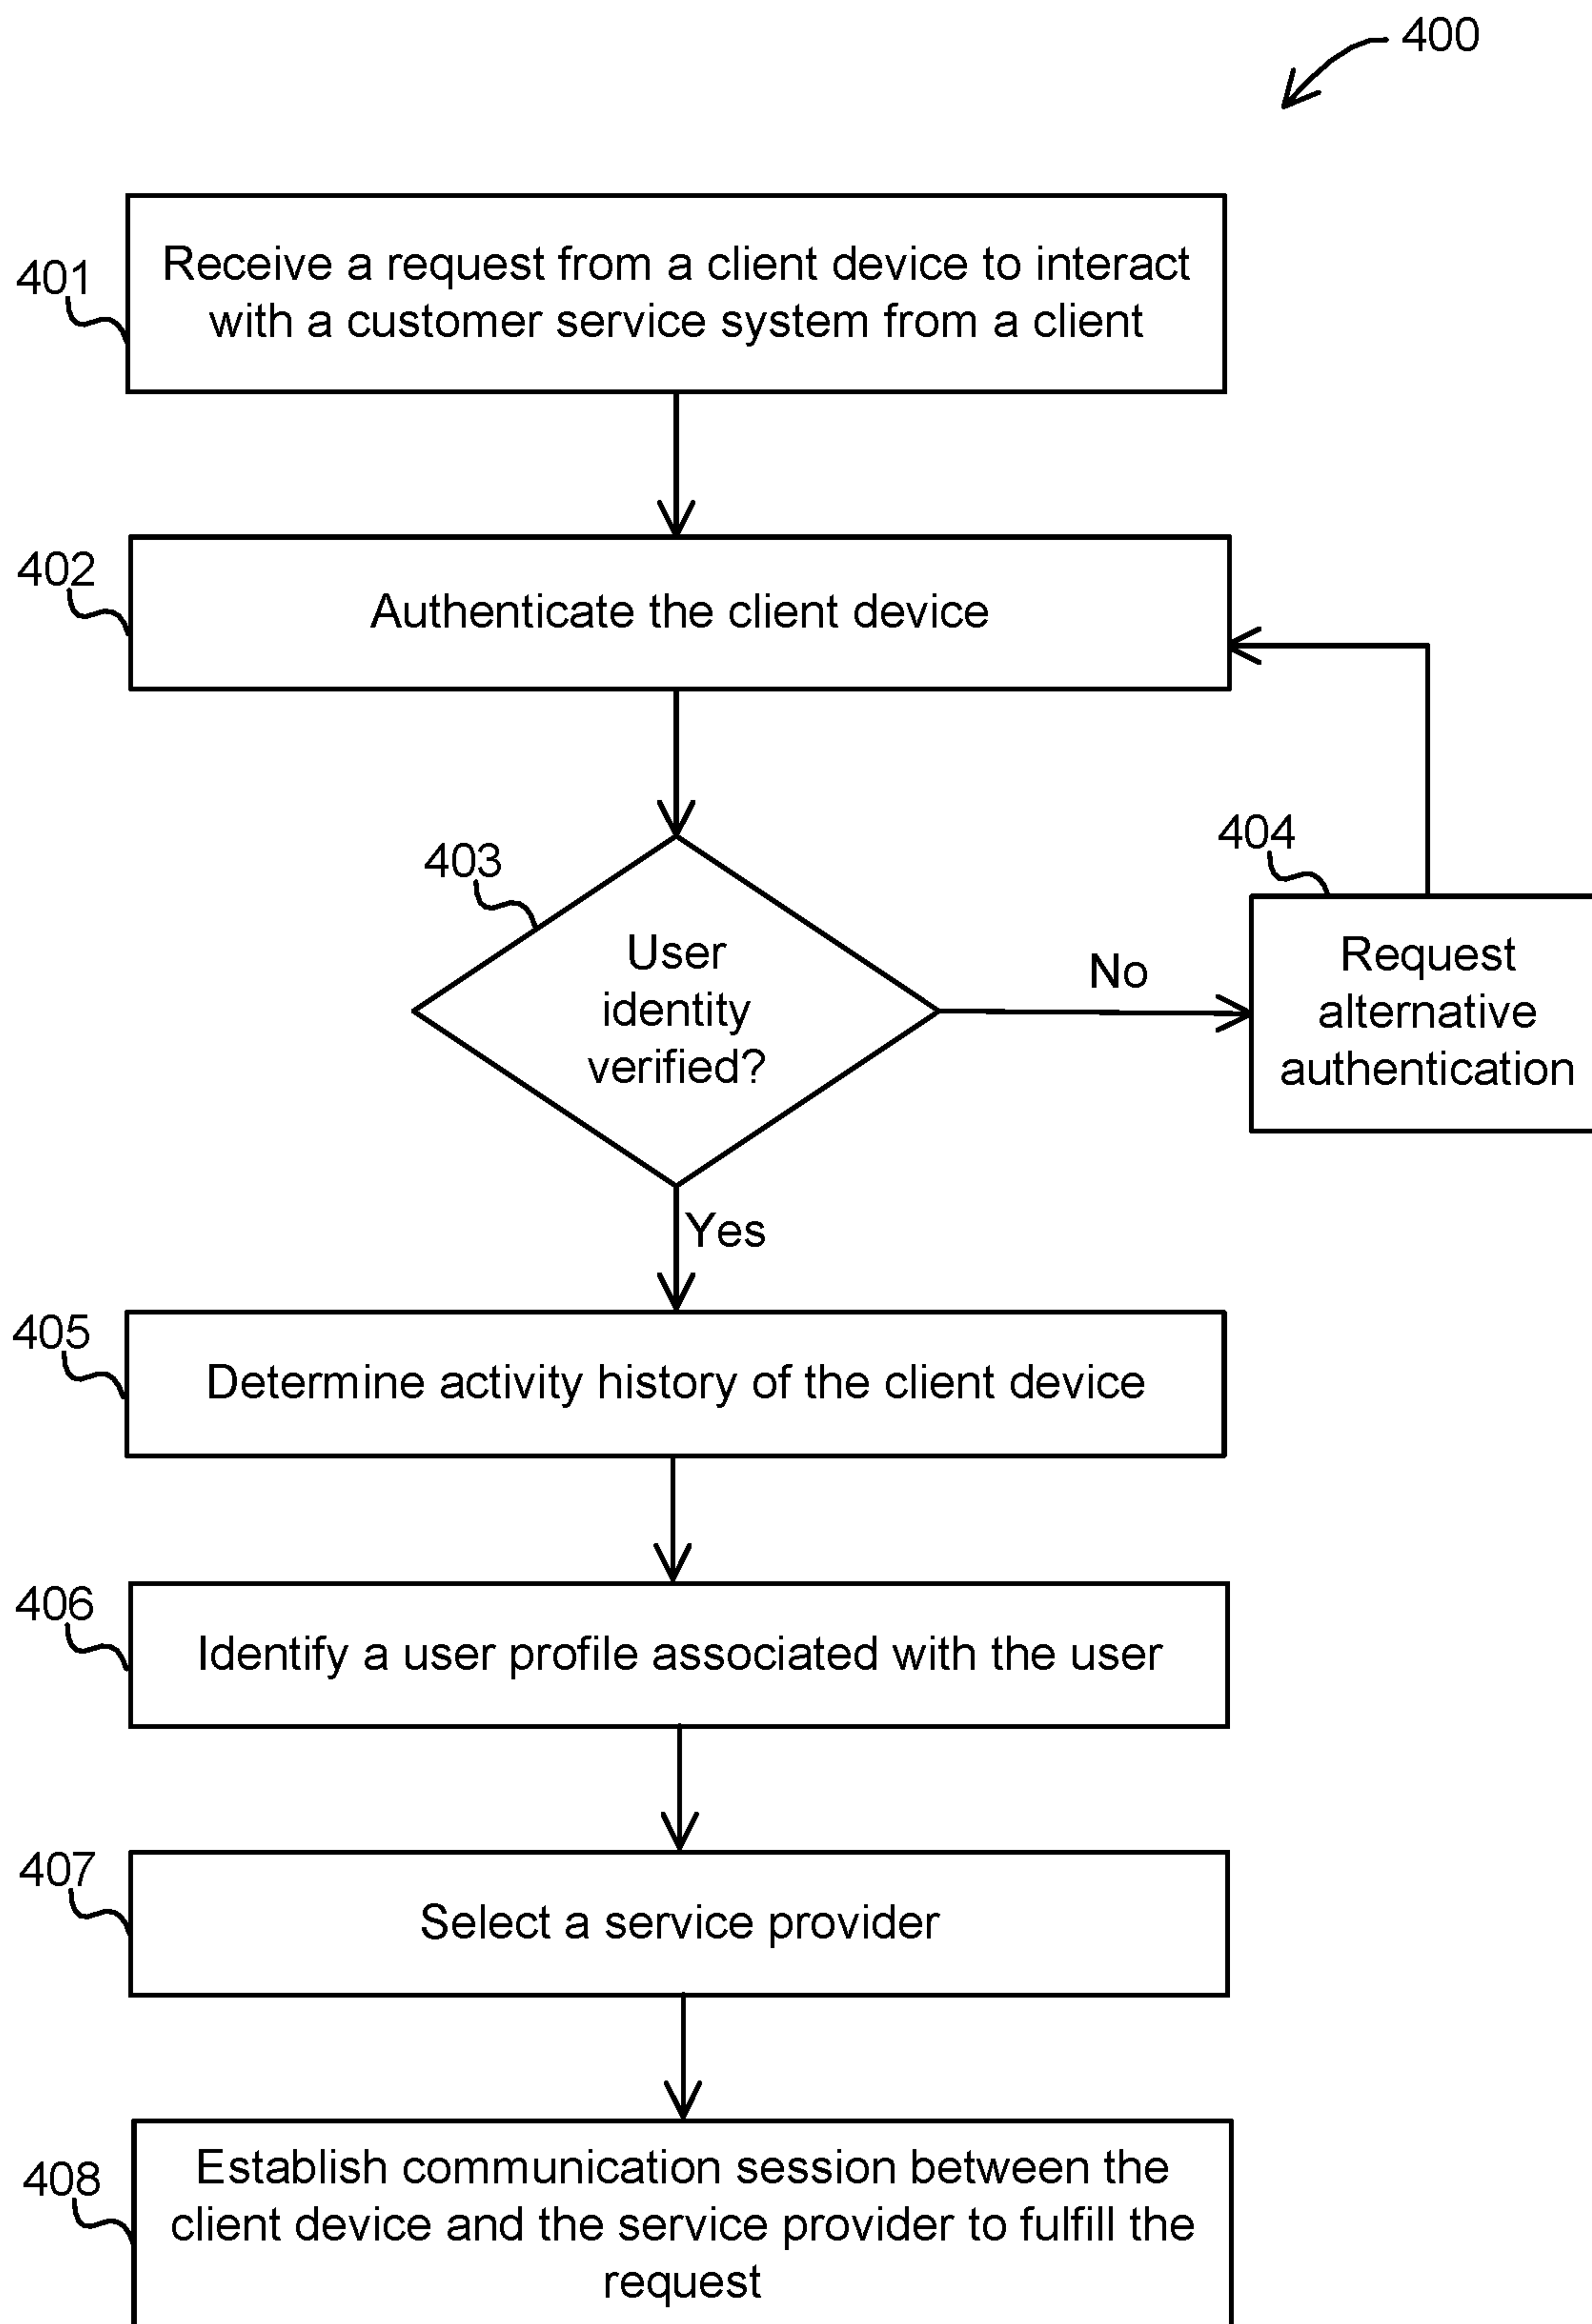 400
401
Receive a request from a client device to interact
with a customer service system from a client
402
Authenticate the client device
403
User
identity
verified?
No
404
Request
alternative
authentication
Yes
405
Determine activity history of the client device
406
Identify a user profile associated with the user
407
Select a service provider
408
Establish communication session between the
client device and the service provider to fulfill the
request